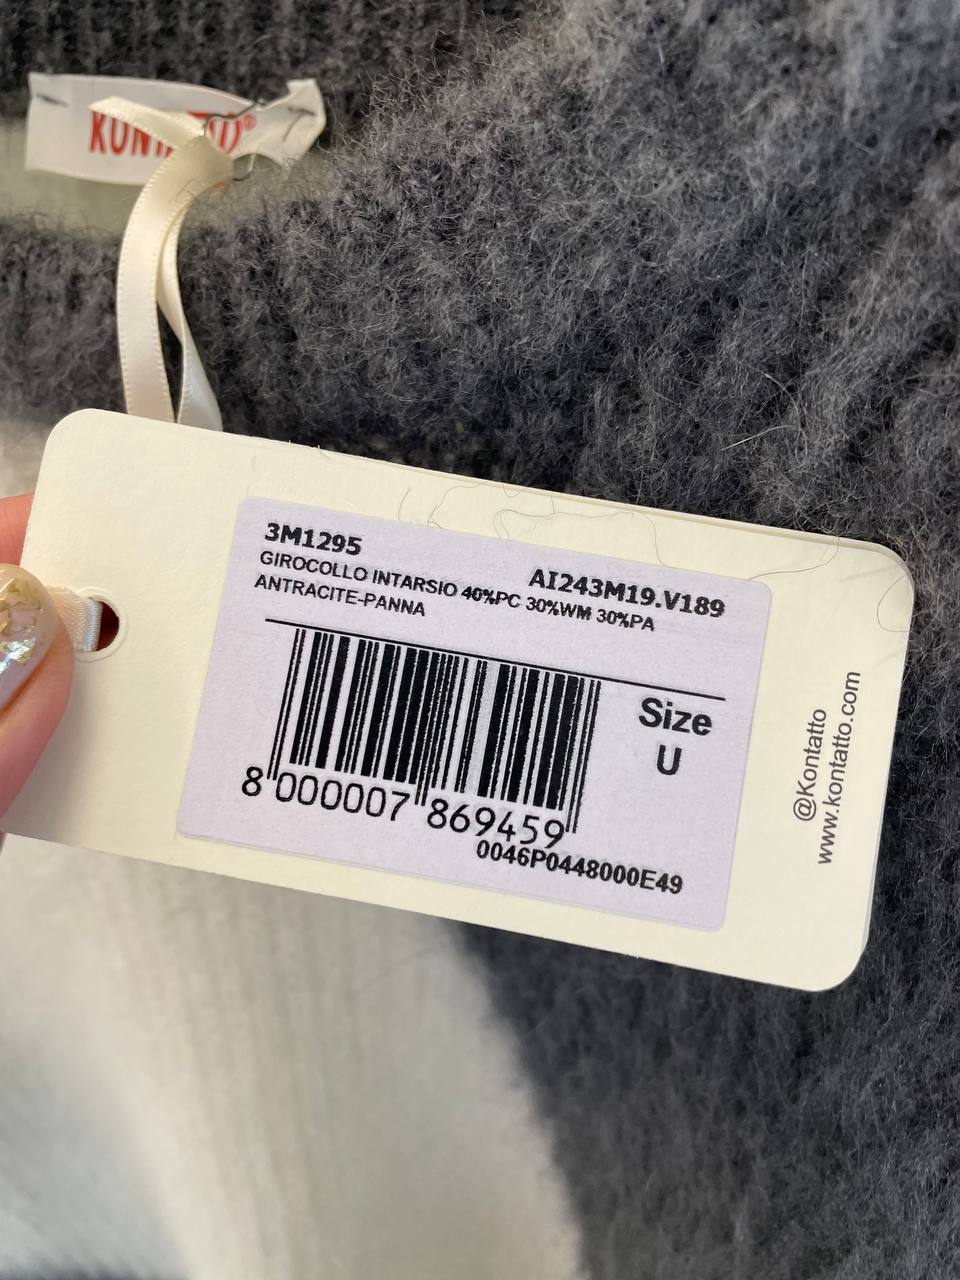 3M1295
AI243M19.V189
GIROCOLLO INTARSIO 40%PC 30%WM 30%PA
ANTRACITE-PANNA
Size
U
8 000007 869459
0046P0448000E49
@Kontatto
www.kontatto.com